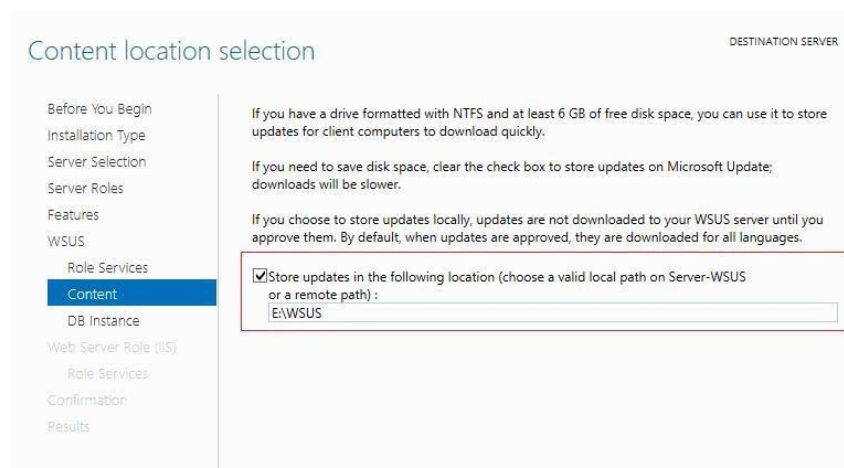 Content location selection
DESTINATION SERVER
Before You Begin
Installation Type
Server Selection
Server Roles
Features
WSUS
Role Services
Content
DB Instance
Web Server Role (IIS)
Role Services
Confirmation
Results
If you have a drive formatted with NTFS and at least 6 GB of free disk space, you can use it to store
updates for client computers to download quickly.
If you need to save disk space, clear the check box to store updates on Microsoft Update;
downloads will be slower.
If you choose to store updates locally, updates are not downloaded to your WSUS server until you
approve them. By default, when updates are approved, they are downloaded for all languages.
Store updates in the following location (choose a valid local path on Server-WSUS
or a remote path) :
E:\WSUS